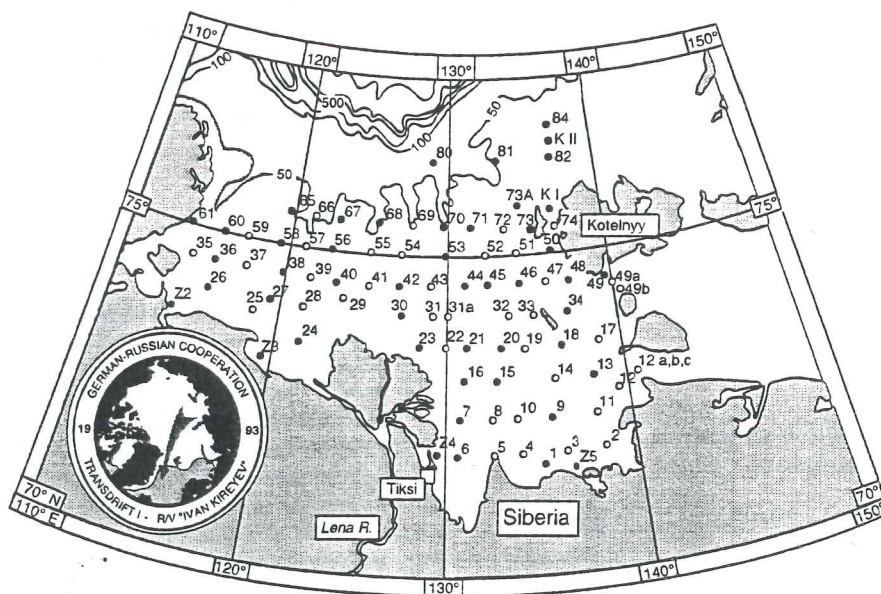 110° 120° 130° 140° 150°
100
500
100
50
50
84
K II
82
80 81
73A K I
75° 75°
61 60 59 58 57 56 55 54 53 52 51 50
65 66 67 68 69 70 71 72 73 74
Kotelnyy
35 36 37 38 39 40 41 42 43 44 45 46 47 48 49 49a
49b
Z2 26 25 27 28 29 30 31 31a 32 33 34
Z3 24 23 22 21 20 19 18 17
16 15 14 13 12 a,b,c
12
7 8 10 9 11
Z4 6 5 4 1 3 Z5 2
GERMAN-RUSSIAN COOPERATION
19 93
TRANSDRIFT I - R/V "IVAN KIREYEV"
Tiksi
Lena R.
Siberia
70° N 70°
110° E 120° 130° 140° 150°